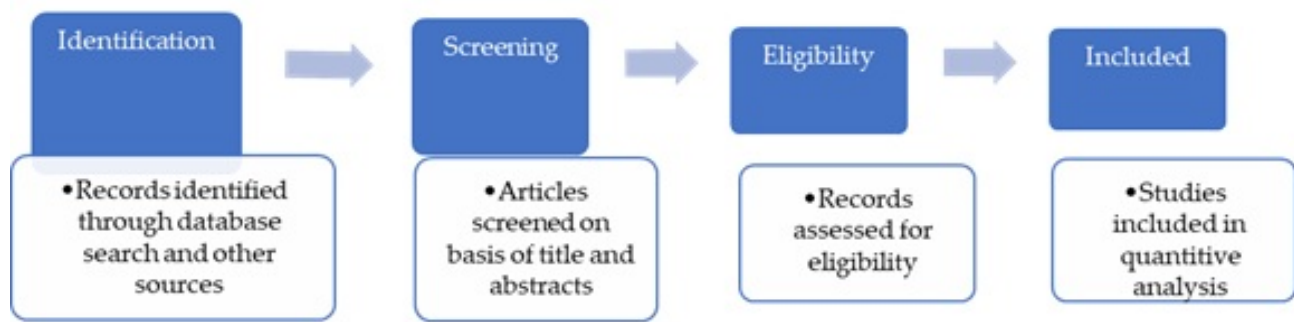 Identification
•Records identified
through database
search and other
sources
Screening
•Articles
screened on
basis of title and
abstracts
Eligibility
•Records
assessed for
eligibility
Included
•Studies
included in
quantitive
analysis